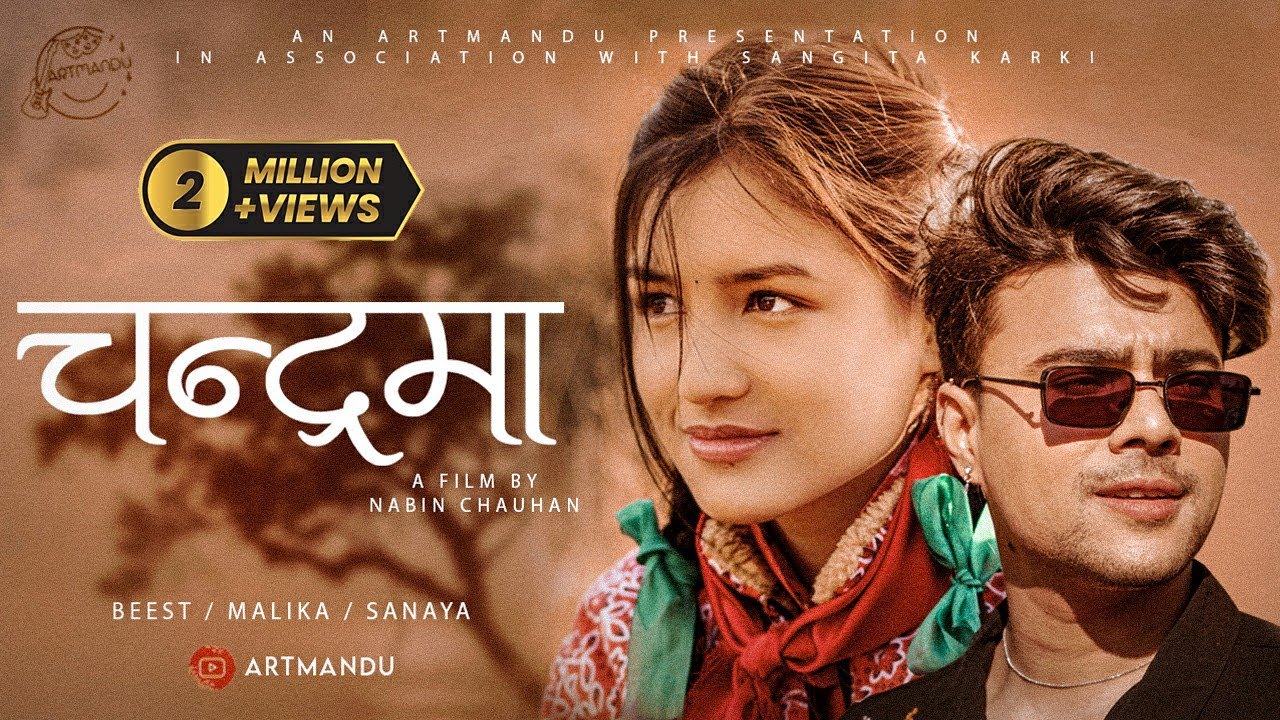 AN ARTMANDU PRESENTATION
IN ASSOCIATION WITH SANGITA KARKI
ARTMANDU
2 MILLION
+VIEWS
चन्द्रमा
A FILM BY
NABIN CHAUHAN
BEEST / MALIKA / SANAYA
ARTMANDU